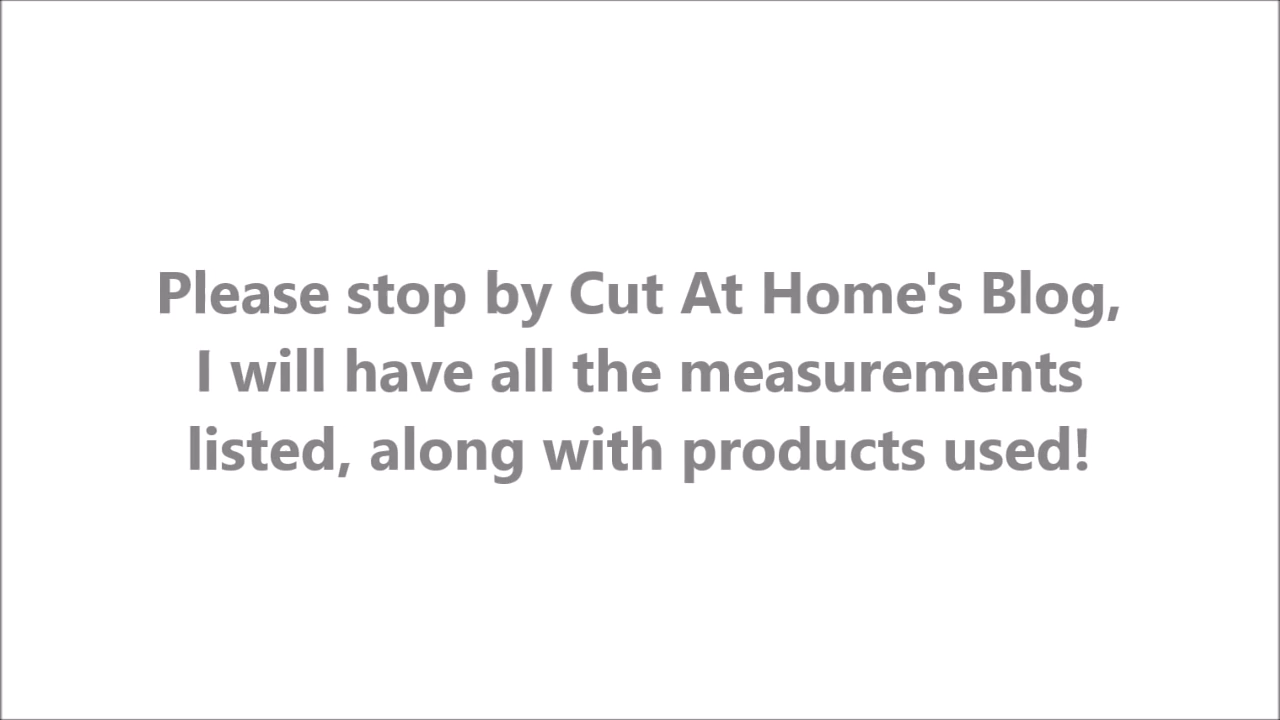 Please stop by Cut At Home's Blog,
I will have all the measurements
listed, along with products used!